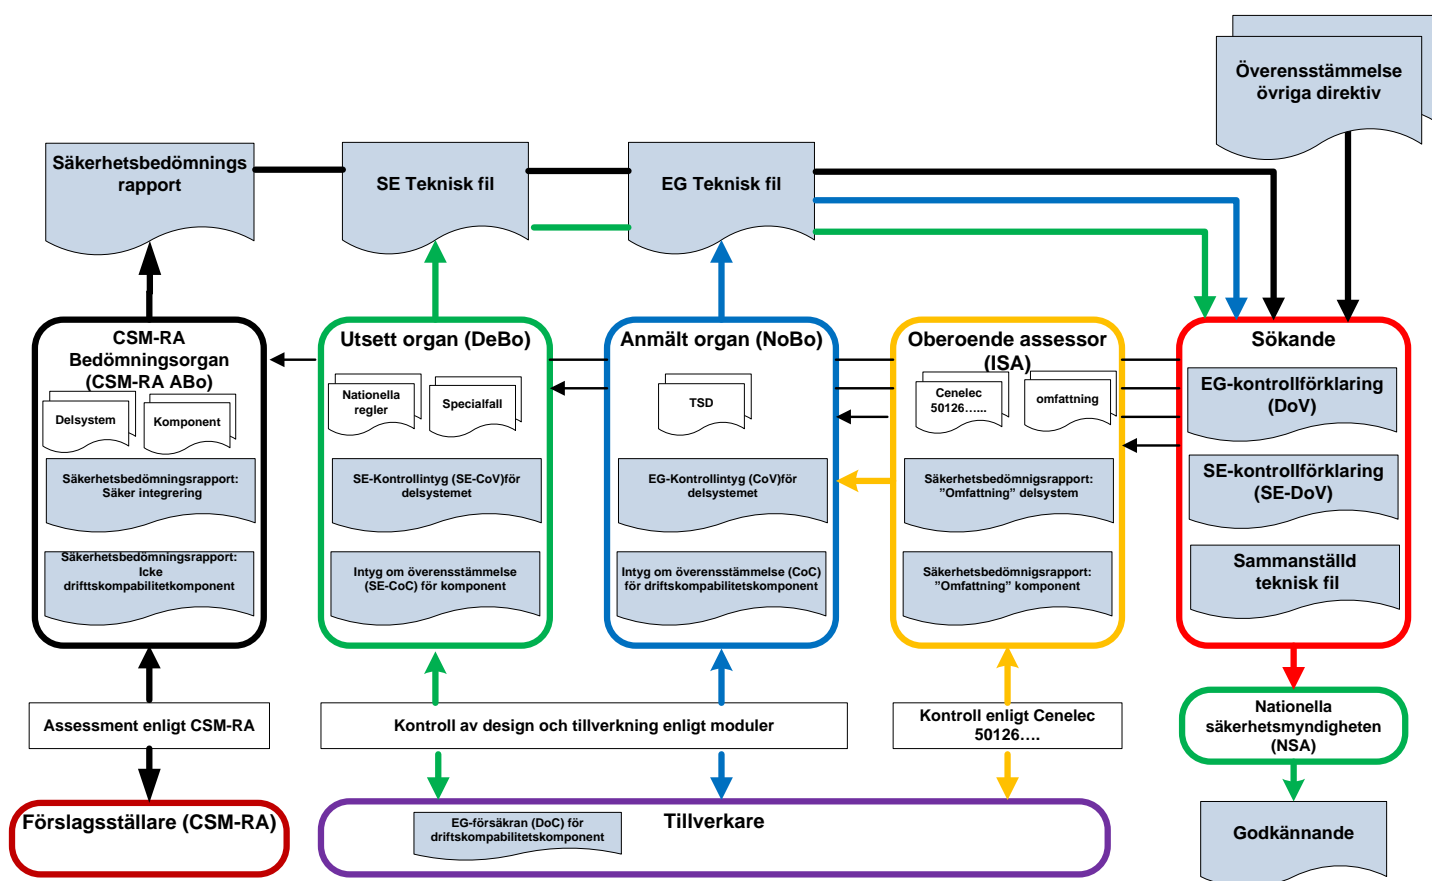 Överensstämmelse
övriga direktiv
Säkerhetsbedömnings
rapport
SE Teknisk fil
EG Teknisk fil
CSM-RA
Bedömningsorgan
(CSM-RA ABo)
Delsystem
Komponent
Säkerhetsbedömningsrapport:
Säker integrering
Säkerhetsbedömningsrapport:
Icke
drifttskompabilitetkomponent
Utsett organ (DeBo)
Nationella
regler
Specialfall
SE-Kontrollintyg (SE-CoV)för
delsystemet
Intyg om överensstämmelse
(SE-CoC) för komponent
Anmält organ (NoBo)
TSD
EG-Kontrollintyg (CoV)för
delsystemet
Intyg om överensstämmelse (CoC)
för driftskompabilitetskomponent
Oberoende assessor
(ISA)
Cenelec
50126…...
omfattning
Säkerhetsbedömnigsrapport:
”Omfattning” delsystem
Säkerhetsbedömnigsrapport:
”Omfattning” komponent
Sökande
EG-kontrollförklaring
(DoV)
SE-kontrollförklaring
(SE-DoV)
Sammanställd
teknisk fil
Assessment enligt CSM-RA
Kontroll av design och tillverkning enligt moduler
Kontroll enligt Cenelec
50126….
Nationella
säkerhetsmyndigheten
(NSA)
Förslagsställare (CSM-RA)
Tillverkare
EG-försäkran (DoC) för
driftskompabilitetskomponent
Godkännande